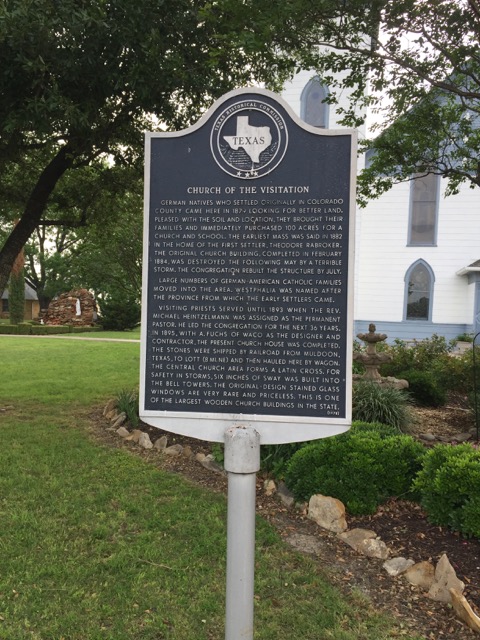 TEXAS HISTORICAL COMMISSION
TEXAS
CHURCH OF THE VISITATION
GERMAN NATIVES WHO SETTLED ORIGINALLY IN COLORADO
COUNTY CAME HERE IN LOOKING FOR BETTER LAND.
PLEASED WITH THE SOIL AND LOCATION, THEY BROUGHT THEIR
FAMILIES AND IMMEDIATELY PURCHASED 100 ACRES FOR A
CHURCH AND SCHOOL. THE EARLIEST MASS WAS SAID IN 1882
IN THE HOME OF THE FIRST SETTLER, THEODORE RABROKER.
THE ORIGINAL CHURCH BUILDING, COMPLETED IN FEBRUARY
1884, WAS DESTROYED THE FOLLOWING MAY BY A TERRIBLE
STORM. THE CONGREGATION REBUILT THE STRUCTURE BY JULY.
LARGE NUMBERS OF GERMAN-AMERICAN CATHOLIC FAMILIES
MOVED INTO THE AREA. WESTPHALIA WAS NAMED AFTER
THE PROVINCE FROM WHICH THE EARLY SETTLERS CAME.
VISITING PRIESTS SERVED UNTIL 1893 WHEN THE REV.
MICHAEL HEINTZELMANN WAS ASSIGNED AS THE PERMANENT
PASTOR. HE LED THE CONGREGATION FOR THE NEXT 36 YEARS.
IN 1895, WITH A. FUCHS OF WACO AS THE DESIGNER AND
CONTRACTOR, THE PRESENT CHURCH HOUSE WAS COMPLETED.
THE STONES WERE SHIPPED BY RAILROAD FROM MULDOON,
TEXAS, TO LOTT (8 MI. NE) AND THEN HAULED HERE BY WAGON.
THE CENTRAL CHURCH AREA FORMS A LATIN CROSS. FOR
SAFETY IN STORMS, SIX INCHES OF SWAY WAS BUILT INTO
THE BELL TOWERS. THE ORIGINAL-DESIGN STAINED GLASS
WINDOWS ARE VERY RARE AND PRICELESS. THIS IS ONE
OF THE LARGEST WOODEN CHURCH BUILDINGS IN THE STATE.